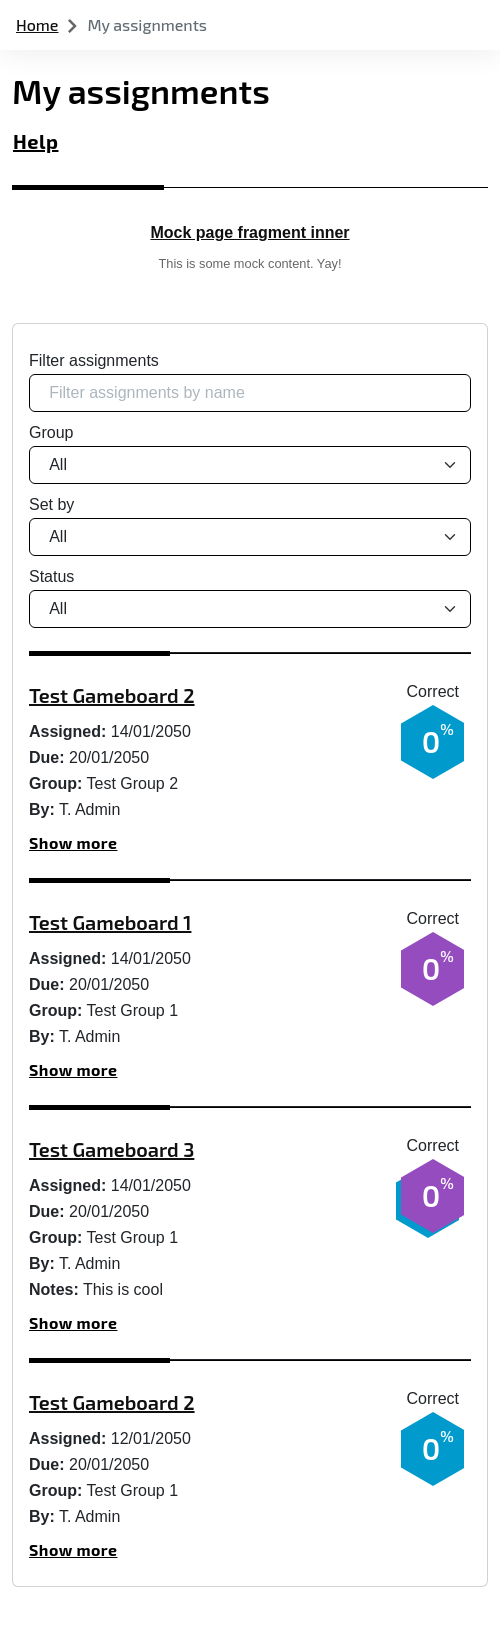 Home > My assignments
My assignments
Help
Mock page fragment inner
This is some mock content. Yay!
Filter assignments
Filter assignments by name
Group
All
Set by
All
Status
All
Test Gameboard 2
Correct
0%
Assigned: 14/01/2050
Due: 20/01/2050
Group: Test Group 2
By: T. Admin
Show more
Test Gameboard 1
Correct
0%
Assigned: 14/01/2050
Due: 20/01/2050
Group: Test Group 1
By: T. Admin
Show more
Test Gameboard 3
Correct
0%
Assigned: 14/01/2050
Due: 20/01/2050
Group: Test Group 1
By: T. Admin
Notes: This is cool
Show more
Test Gameboard 2
Correct
0%
Assigned: 12/01/2050
Due: 20/01/2050
Group: Test Group 1
By: T. Admin
Show more